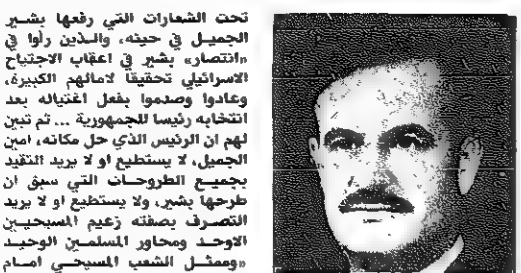 تحت الشعارات التي رفعها بشير
الجميل في حينه، والذين رأوا في
«انتصار» بشير في اعقاب الاجتياح
الاسرائيلي تحقيقا لامالهم الكبيرة،
وعادوا وصدموا بفعل اغتياله بعد
انتخابه رئيسا للجمهورية ... ثم تبين
لهم ان الرئيس الذي حل مكانه، امين
الجميل، لا يستطيع او لا يريد التقيد
بجميع الطروحات التي سبق ان
طرحها بشير، ولا يستطيع او لا يريد
التصرف بصفته زعيم المسيحيين
الاوحد ومحاور المسلمين الوحيد
«وممثل الشعب المسيحي امام